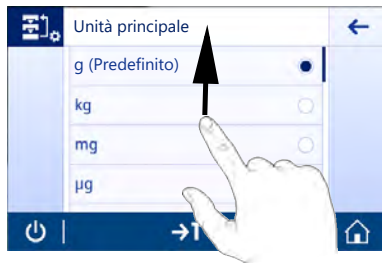 Unità principale
g (Predefinito)
kg
mg
µg
→T